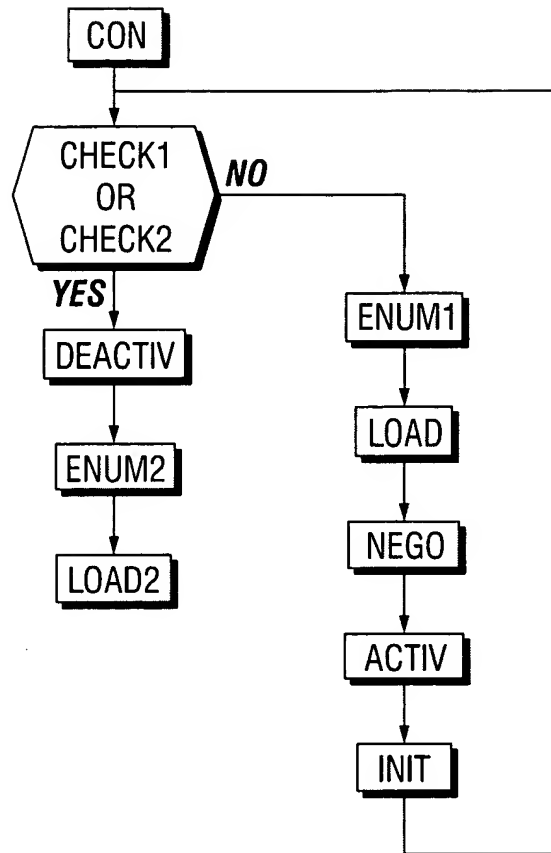 CON
CHECK1
OR
CHECK2
NO
YES
DEACTIV
ENUM2
LOAD2
ENUM1
LOAD
NEGO
ACTIV
INIT